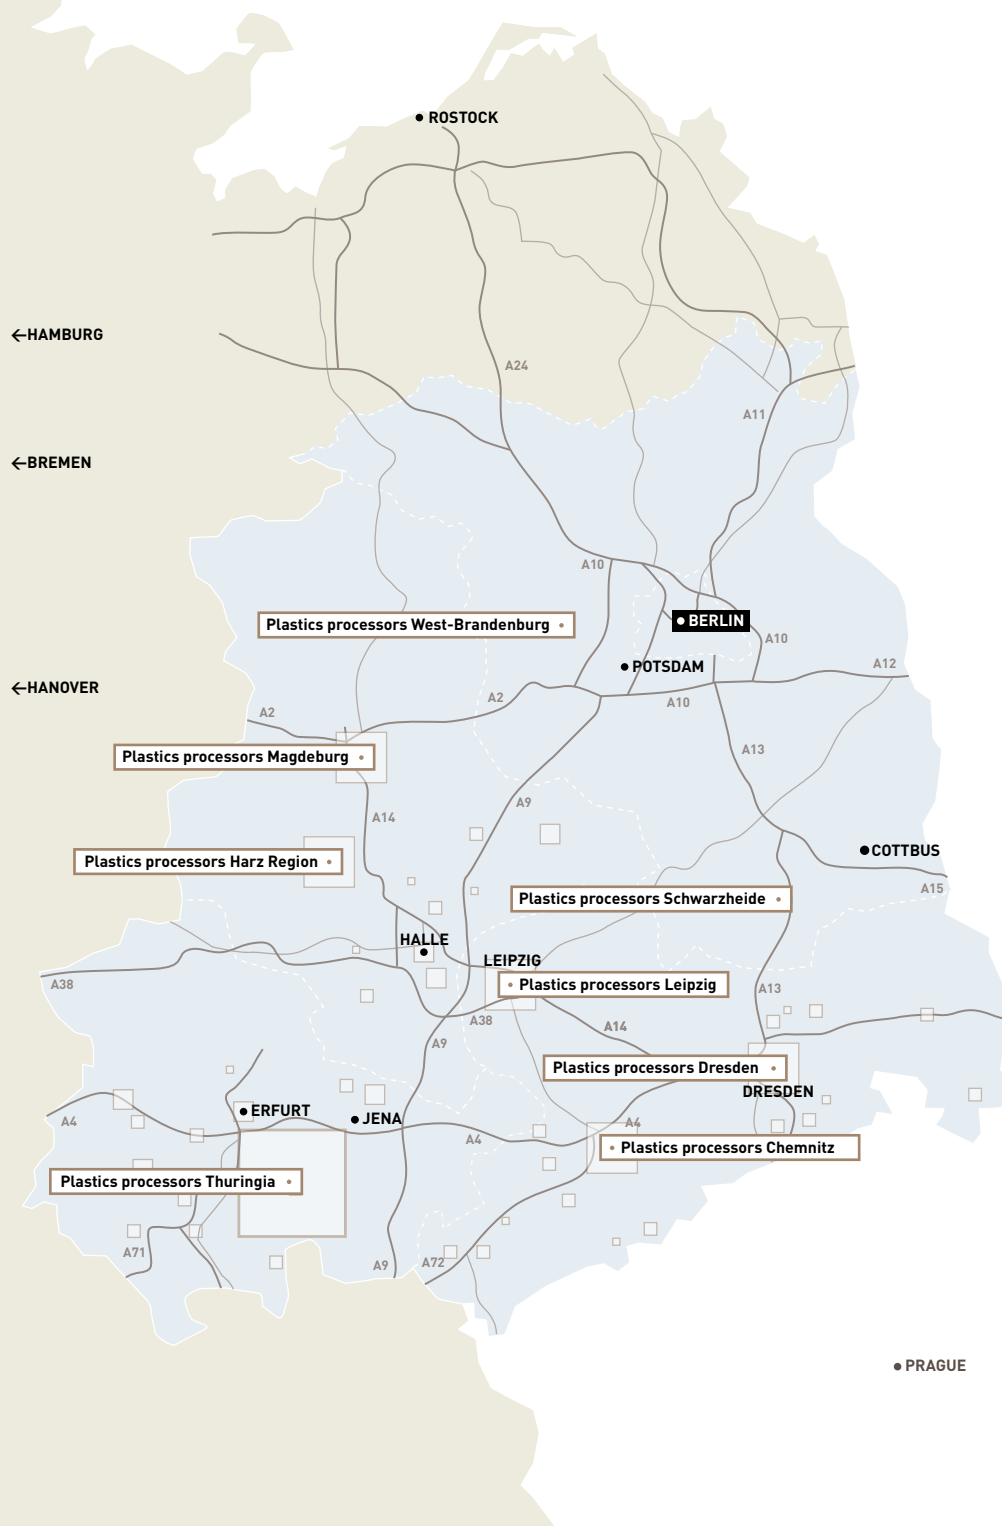 ROSTOCK
HAMBURG
A24
A11
BREMEN
A10
Plastics processors West-Brandenburg
BERLIN
A10
POTSDAM
A12
HANOVER
A2
A10
A2
A13
Plastics processors Magdeburg
A9
A14
COTTBUS
Plastics processors Harz Region
A15
Plastics processors Schwarzheide
HALLE
LEIPZIG
A38
Plastics processors Leipzig
A13
A38
A14
A9
Plastics processors Dresden
DRESDEN
ERFURT
JENA
A4
A4
A4
Plastics processors Chemnitz
Plastics processors Thuringia
A71
A9
A72
PRAGUE